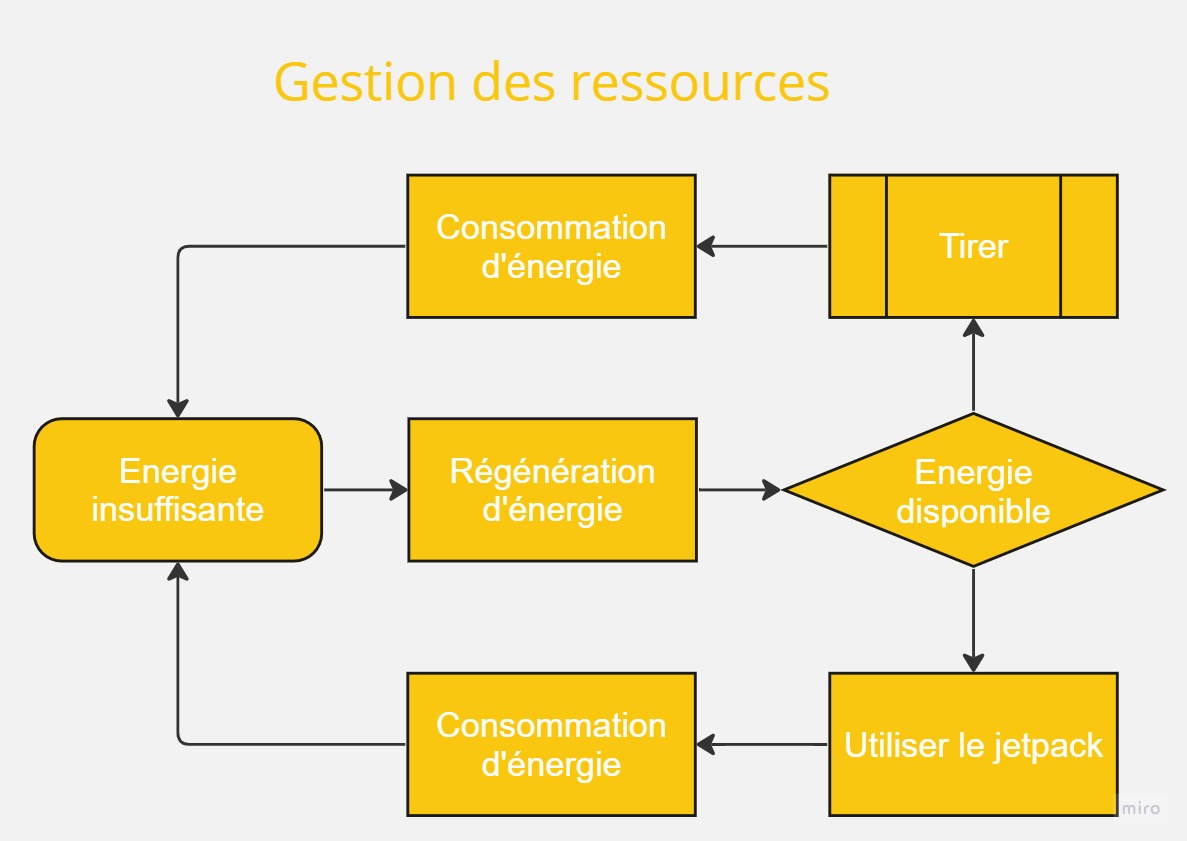 Gestion des ressources
Consommation
d'énergie
Tirer
Energie
insuffisante
Régénération
d'énergie
Energie
disponible
Consommation
d'énergie
Utiliser le jetpack
miro